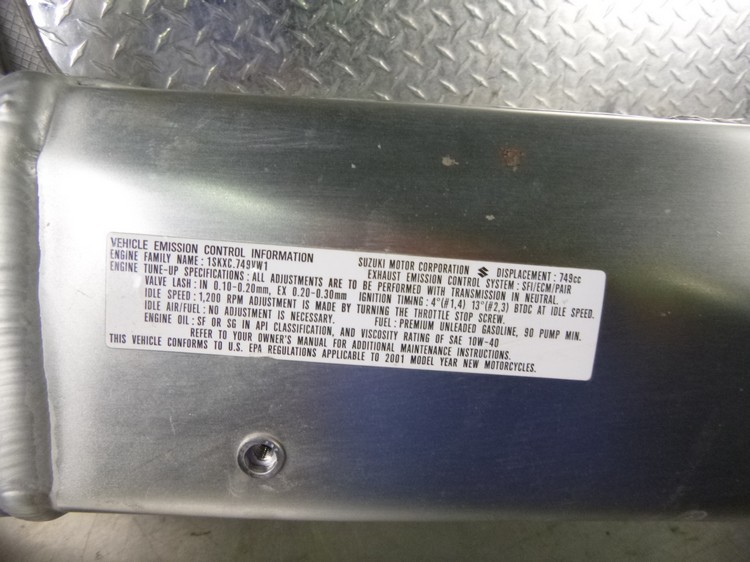 VEHICLE EMISSION CONTROL INFORMATION
ENGINE FAMILY NAME : 1SKXC.749VW1 SUZUKI MOTOR CORPORATION DISPLACEMENT : 749cc
EXHAUST EMISSION CONTROL SYSTEM : SFI/ECM/PAIR
ENGINE TUNE-UP SPECIFICATIONS : ALL ADJUSTMENTS ARE TO BE PERFORMED WITH TRANSMISSION IN NEUTRAL.
VALVE LASH : IN 0.10-0.20mm, EX 0.20-0.30mm IGNITION TIMING : 4°(#1,4) 13°(#2,3) BTDC AT IDLE SPEED.
IDLE SPEED : 1,200 RPM ADJUSTMENT IS MADE BY TURNING THE THROTTLE STOP SCREW.
IDLE AIR/FUEL : NO ADJUSTMENT IS NECESSARY. FUEL : PREMIUM UNLEADED GASOLINE, 90 PUMP MIN.
ENGINE OIL : SF OR SG IN API CLASSIFICATION, AND VISCOSITY RATING OF SAE 10W-40
REFER TO YOUR OWNER'S MANUAL FOR ADDITIONAL MAINTENANCE INSTRUCTIONS.
THIS VEHICLE CONFORMS TO U.S. EPA REGULATIONS APPLICABLE TO 2001 MODEL YEAR NEW MOTORCYCLES.